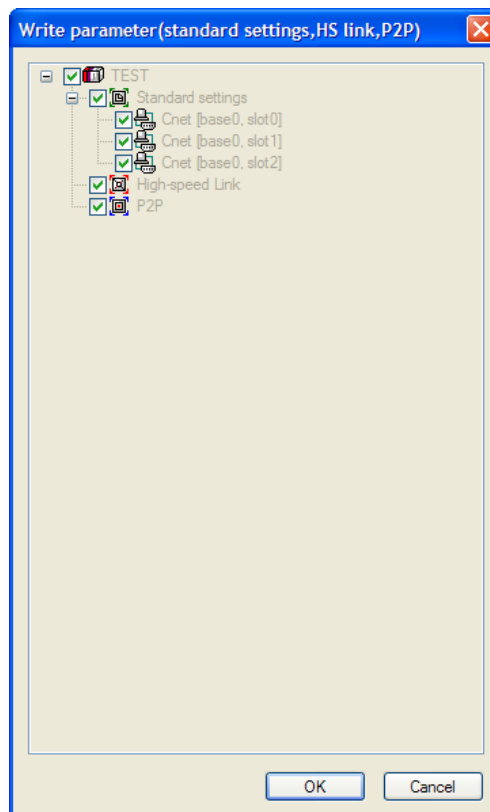 Write parameter(standard settings,HS link,P2P)
TEST
Standard settings
Cnet [base0, slot0]
Cnet [base0, slot1]
Cnet [base0, slot2]
High-speed Link
P2P
OK Cancel